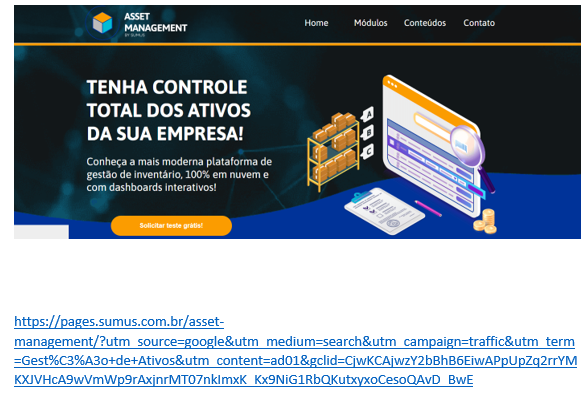 ASSET
MANAGEMENT
BY SUMUS
Home Módulos Conteúdos Contato
TENHA CONTROLE
TOTAL DOS ATIVOS
DA SUA EMPRESA!
Conheça a mais moderna plataforma de
gestão de inventário, 100% em nuvem e
com dashboards interativos!
Solicitar teste grátis!
A
B
C
https://pages.sumus.com.br/asset-
management/?utm_source=google&utm_medium=search&utm_campaign=traffic&utm_term
=Gest%C3%A3o+de+Ativos&utm_content=ad01&gclid=CjwKCAjwzY2bBhB6EiwAPpUpZq2rrYM
KXJVHcA9wVmWp9rAxjnrMT07nkImxK_Kx9NiG1RbQKutxyxoCesoQAvD_BwE